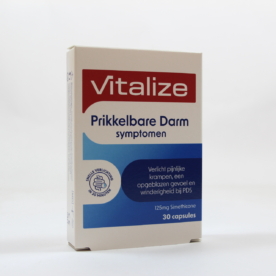 Vitalize
Prikkelbare Darm
symptomen
Verlicht pijnlijke
krampen, een
opgeblazen gevoel en
winderigheid bij PDS
125mg Simethicone
30 capsules